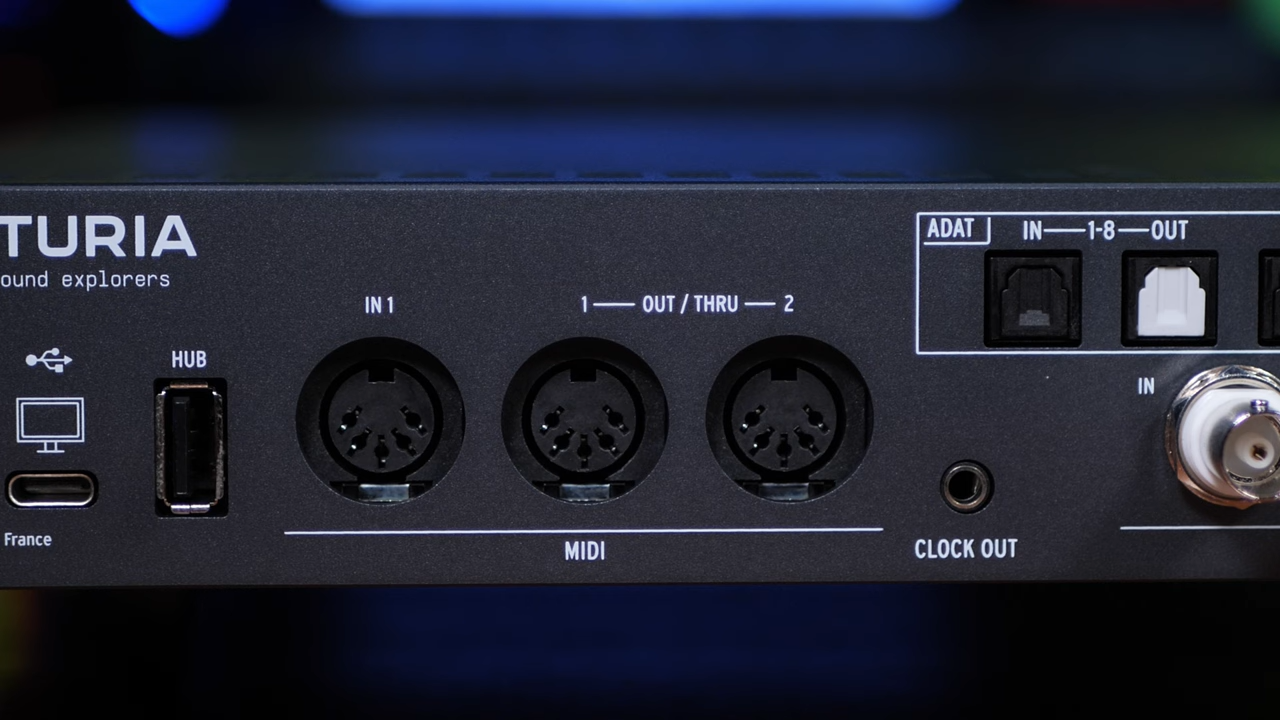 TURIA
ound explorers
ADAT
IN 1-8 OUT
IN 1
1 OUT / THRU 2
HUB
IN
France
MIDI
CLOCK OUT